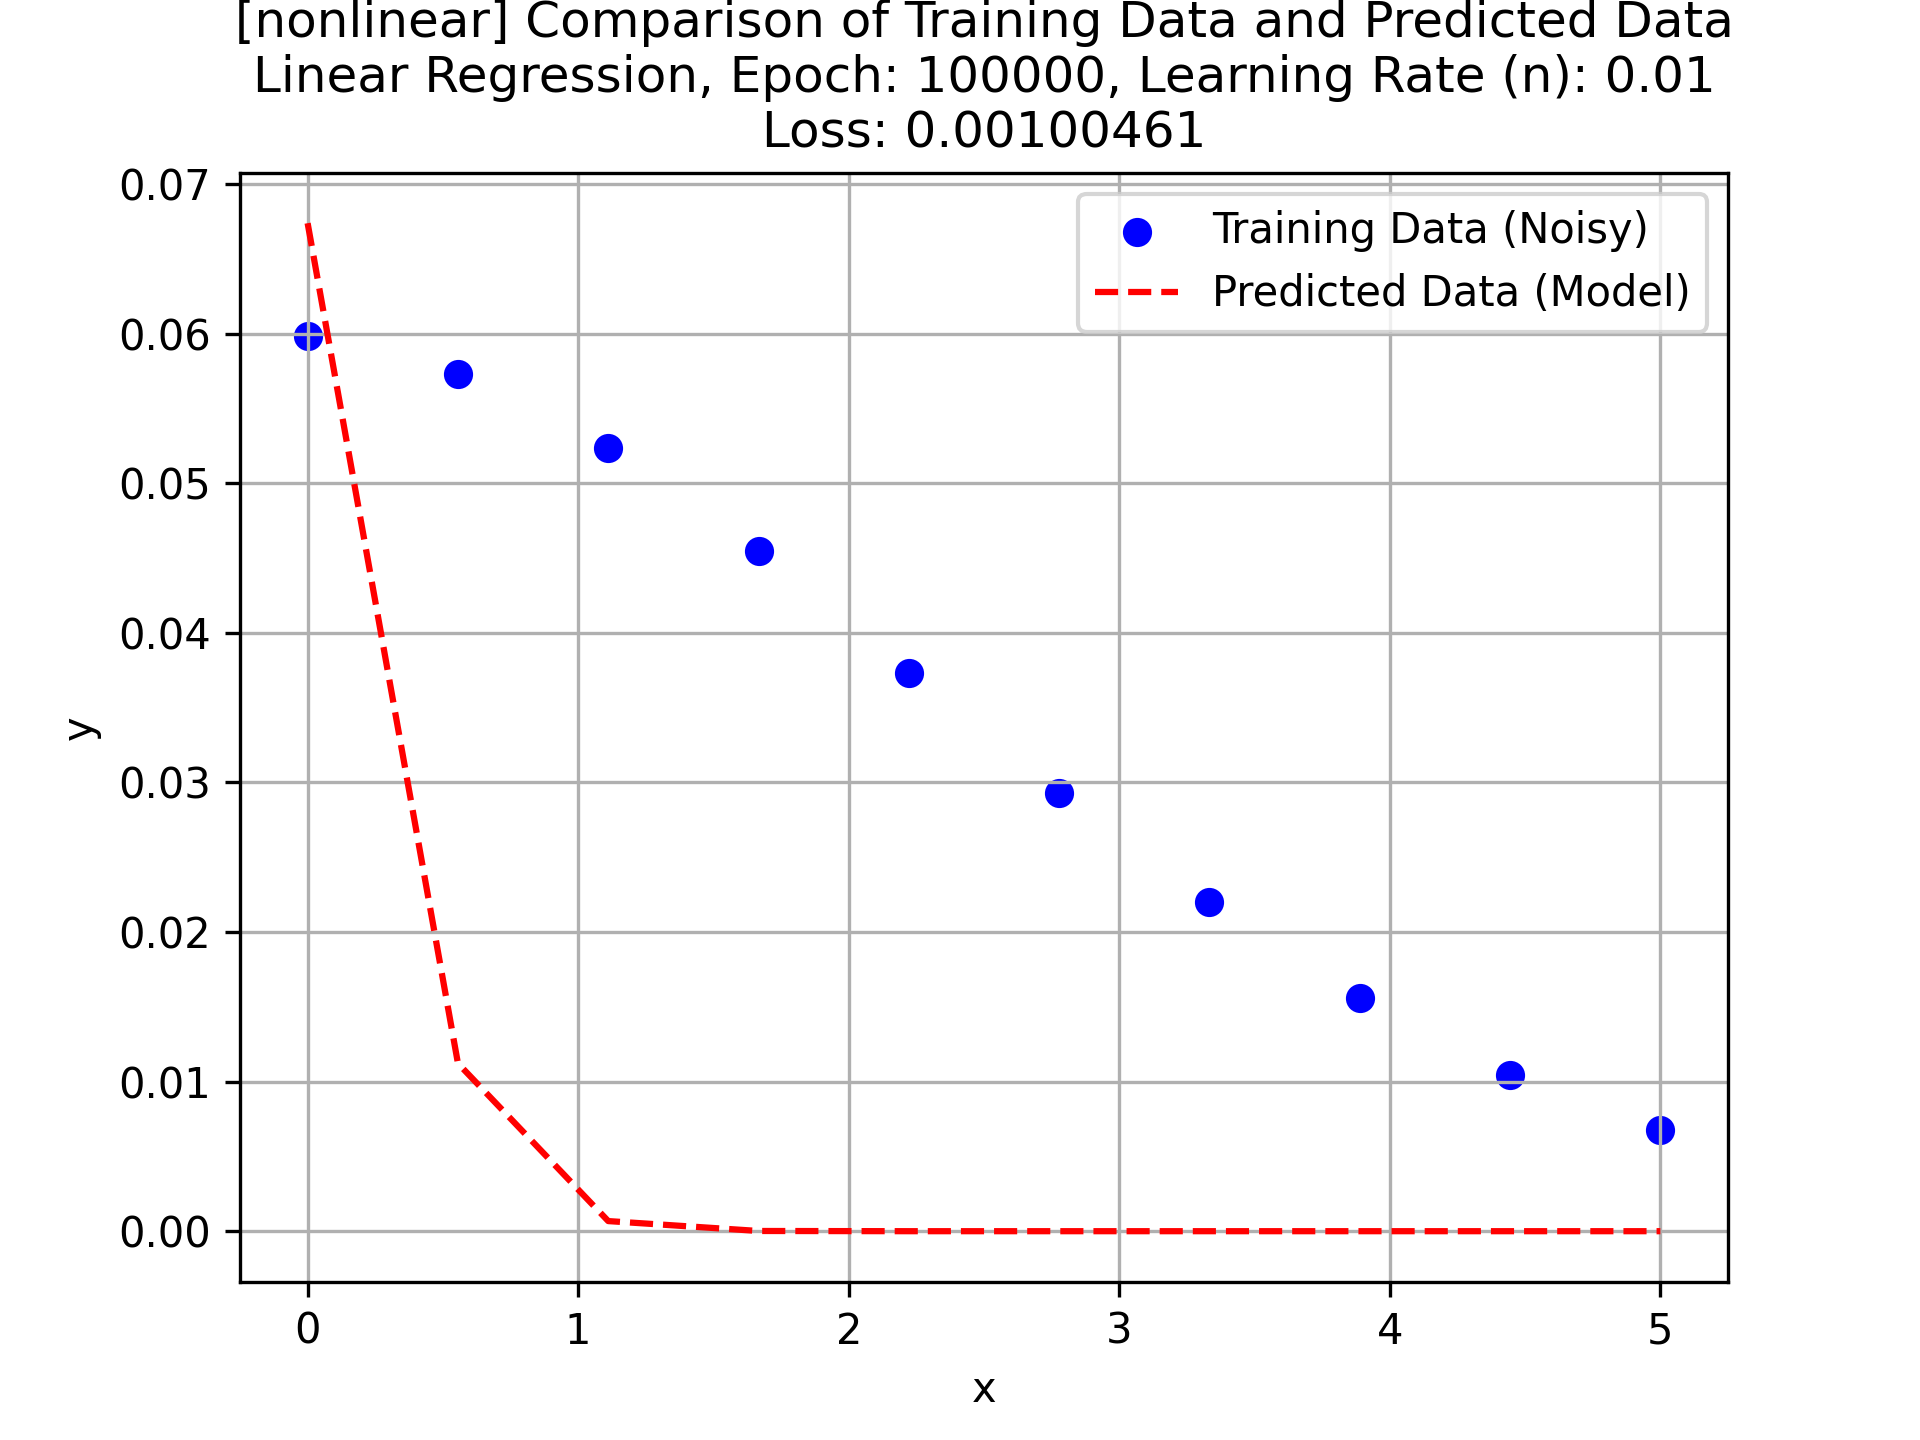 [nonlinear] Comparison of Training Data and Predicted Data
Linear Regression, Epoch: 100000, Learning Rate (n): 0.01
Loss: 0.00100461
Training Data (Noisy)
Predicted Data (Model)
0.07
0.06
0.05
0.04
0.03
0.02
0.01
0.00
y
0 1 2 3 4 5
x